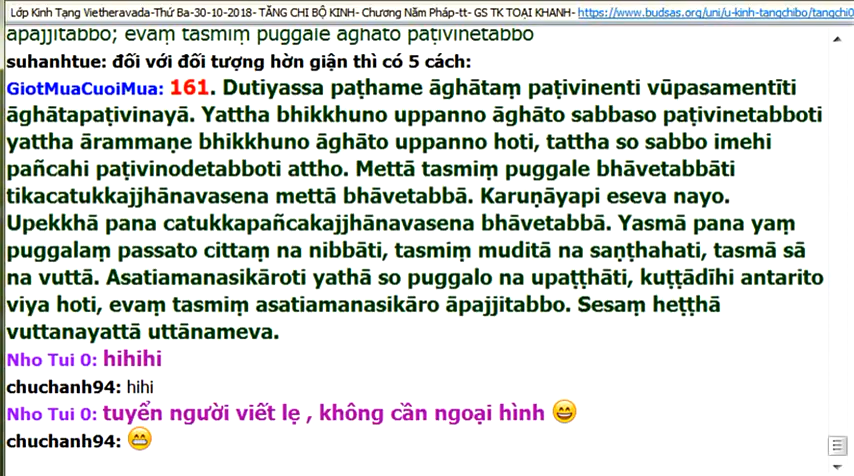 Lớp Kinh Tạng Vietheravada-Thứ Ba-30-10-2018- TĂNG CHI BỘ KINH- Chương Năm Pháp-tt- GS TK TOẠI KHANH- https://www.budsas.org/uni/u-kinh-tangchibo/tangchi0
āpajjitabbo; evaṃ tasmiṃ puggale āghāto paṭivinetabbo
suhanhtue: đối với đối tượng hờn giận thì có 5 cách:
GiotMuaCuoiMua: 161. Dutiyassa paṭhame āghātaṃ paṭivinenti vūpasamentīti
āghātapaṭivinayā. Yattha bhikkhuno uppanno āghāto sabbaso paṭivinetabboti
yattha ārammaṇe bhikkhuno āghāto uppanno hoti, tattha so sabbo imehi
pañcahi paṭivinodetabboti attho. Mettā tasmiṃ puggale bhāvetabbāti
tikacatukkajjhānavasena mettā bhāvetabbā. Karuṇāyapi eseva nayo.
Upekkhā pana catukkapañcakajjhānavasena bhāvetabbā. Yasmā pana yaṃ
puggalaṃ passato cittaṃ na nibbāti, tasmiṃ muditā na saṇṭhahati, tasmā sā
na vuttā. Asatiamanasikāroti yathā so puggalo na upaṭṭhāti, kuṭṭādīhi antarito
viya hoti, evaṃ tasmiṃ asatiamanasikāro āpajjitabbo. Sesaṃ heṭṭhā
vuttanayattā uttānameva.
Nho Tui 0: hihihi
chuchanh94: hihi
Nho Tui 0: tuyển người viết lẹ , không cần ngoại hình 😄
chuchanh94: 😁